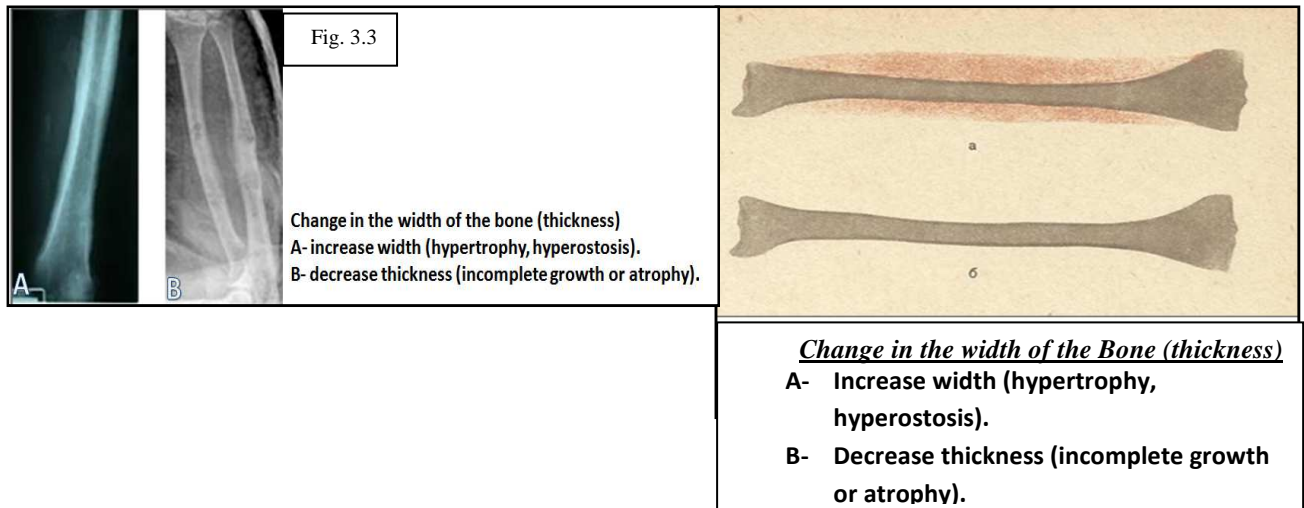 Fig. 3.3
Change in the width of the bone (thickness)
A- increase width (hypertrophy, hyperostosis).
B- decrease thickness (incomplete growth or atrophy).
A
B
а
б
Change in the width of the Bone (thickness)
A- Increase width (hypertrophy,
hyperostosis).
B- Decrease thickness (incomplete growth
or atrophy).